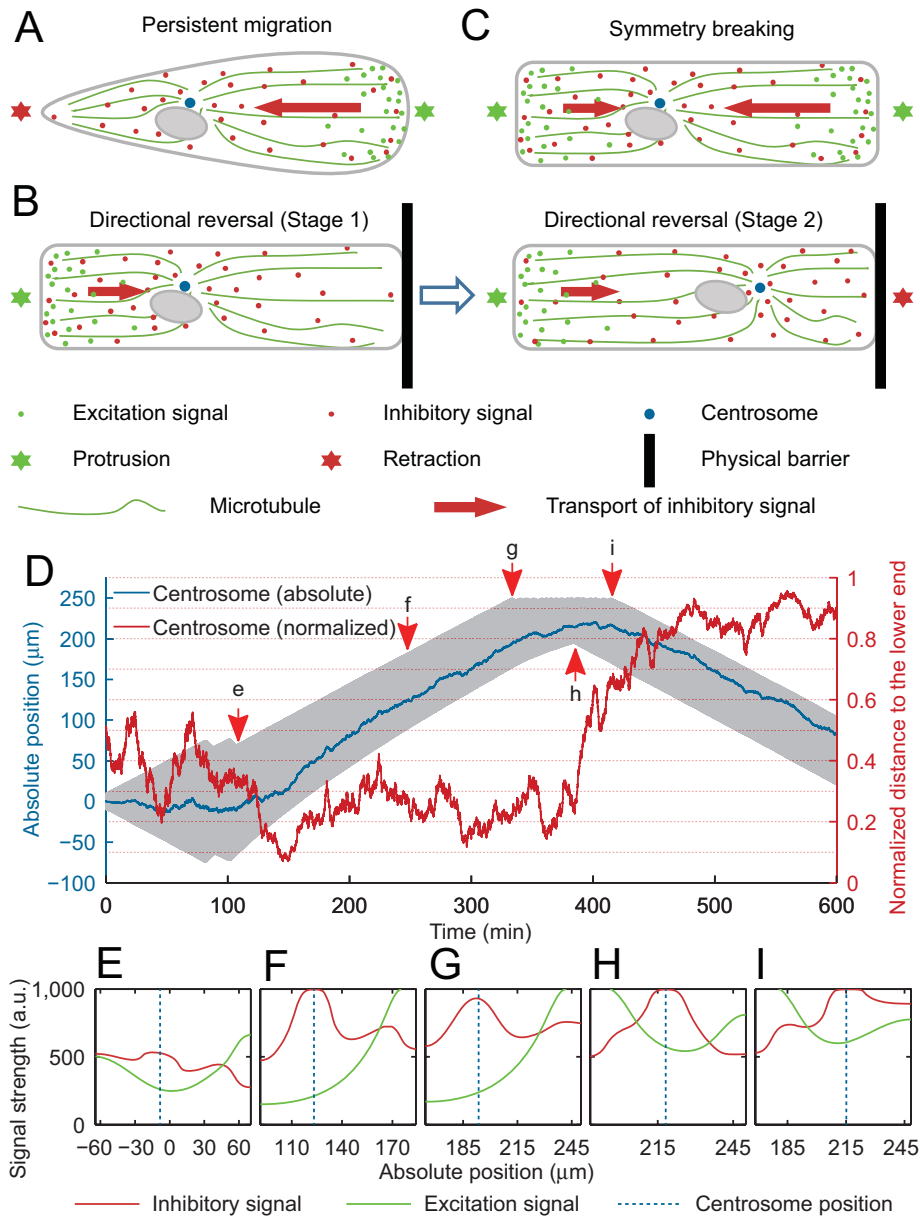 A
Persistent migration
C
Symmetry breaking
B
Directional reversal (Stage 1)
Directional reversal (Stage 2)
Excitation signal
Inhibitory signal
Centrosome
Protrusion
Retraction
Physical barrier
Microtubule
Transport of inhibitory signal
D
Centrosome (absolute)
Centrosome (normalized)
e
f
g
h
i
Absolute position (μm)
250
200
150
100
50
0
−50
−100
Normalized distance to the lower end
1
0.8
0.6
0.4
0.2
0
0 100 200 300 400 500 600
Time (min)
E
F
G
H
I
Signal strength (a.u.)
1,000
500
0
−60 −30 0 30 60
110 140 170
185 215 245
215 245
185 215 245
Absolute position (μm)
Inhibitory signal
Excitation signal
Centrosome position